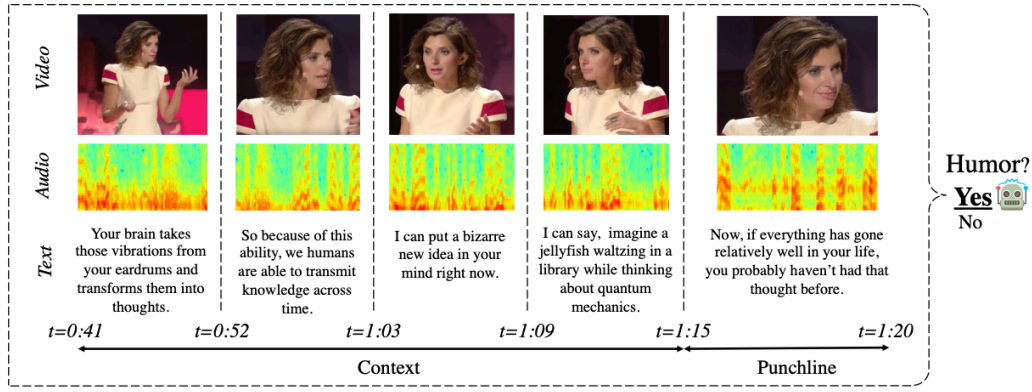 Video
Audio
Text
Your brain takes
those vibrations from
your eardrums and
transforms them into
thoughts.
So because of this
ability, we humans
are able to transmit
knowledge across
time.
I can put a bizarre
new idea in your
mind right now.
I can say, imagine a
jellyfish waltzing in a
library while thinking
about quantum
mechanics.
Now, if everything has gone
relatively well in your life,
you probably haven't had that
thought before.
t=0:41
t=0:52
t=1:03
t=1:09
t=1:15
t=1:20
Context
Punchline
Humor?
Yes
No